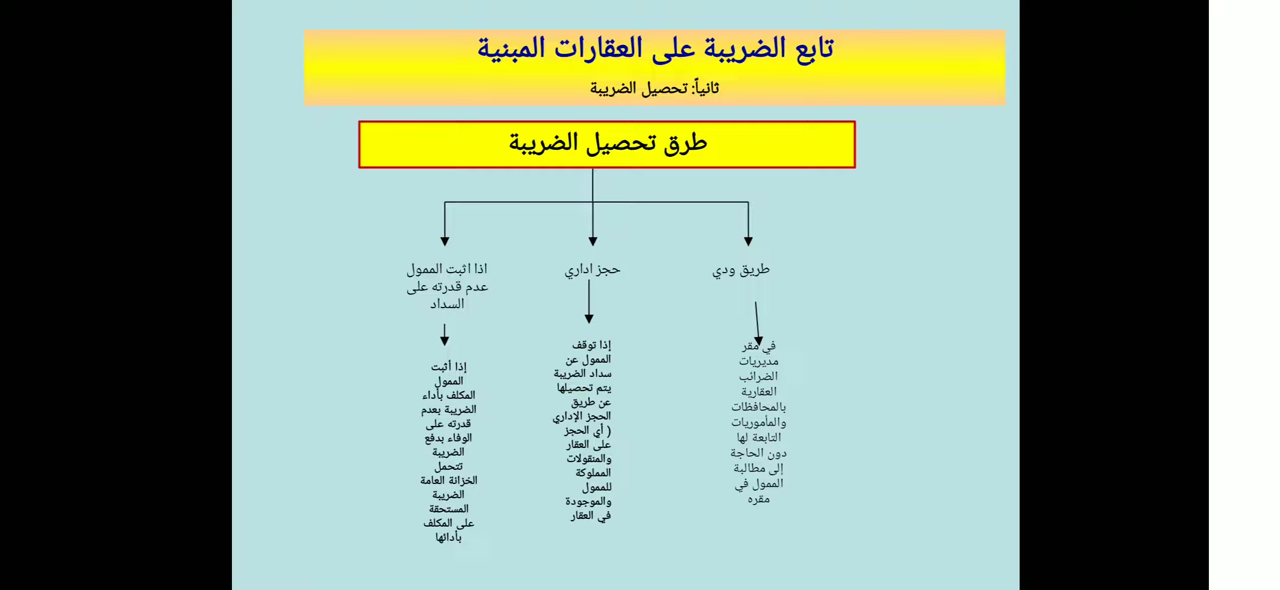 تابع الضريبة على العقارات المبنية
ثانياً: تحصيل الضريبة
طرق تحصيل الضريبة
طريق ودي
في مقر
مديريات
الضرائب
العقارية
بالمحافظات
والمأموريات
التابعة لها
دون الحاجة
إلى مطالبة
الممول في
مقره
حجز اداري
إذا توقف
الممول عن
سداد الضريبة
يتم تحصيلها
عن طريق
الحجز الإداري
( أي الحجز
على العقار
والمنقولات
المملوكة
للممول
والموجودة
في العقار
اذا اثبت الممول
عدم قدرته على
السداد
إذا أثبت
الممول
المكلف بأداء
الضريبة بعدم
قدرته على
الوفاء بدفع
الضريبة
تتحمل
الخزانة العامة
الضريبة
المستحقة
على المكلف
بأدائها